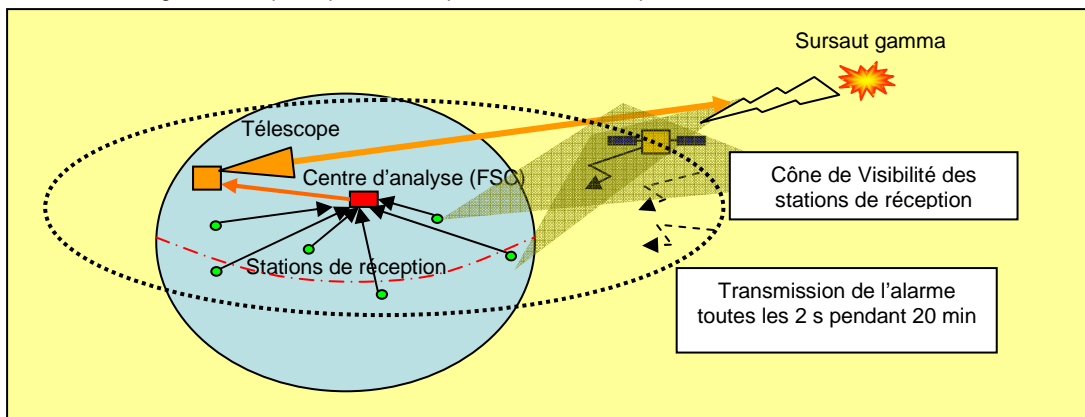 Sursaut gamma
Télescope
Centre d'analyse (FSC)
Cône de Visibilité des
stations de réception
Stations de réception
Transmission de l'alarme
toutes les 2 s pendant 20 min